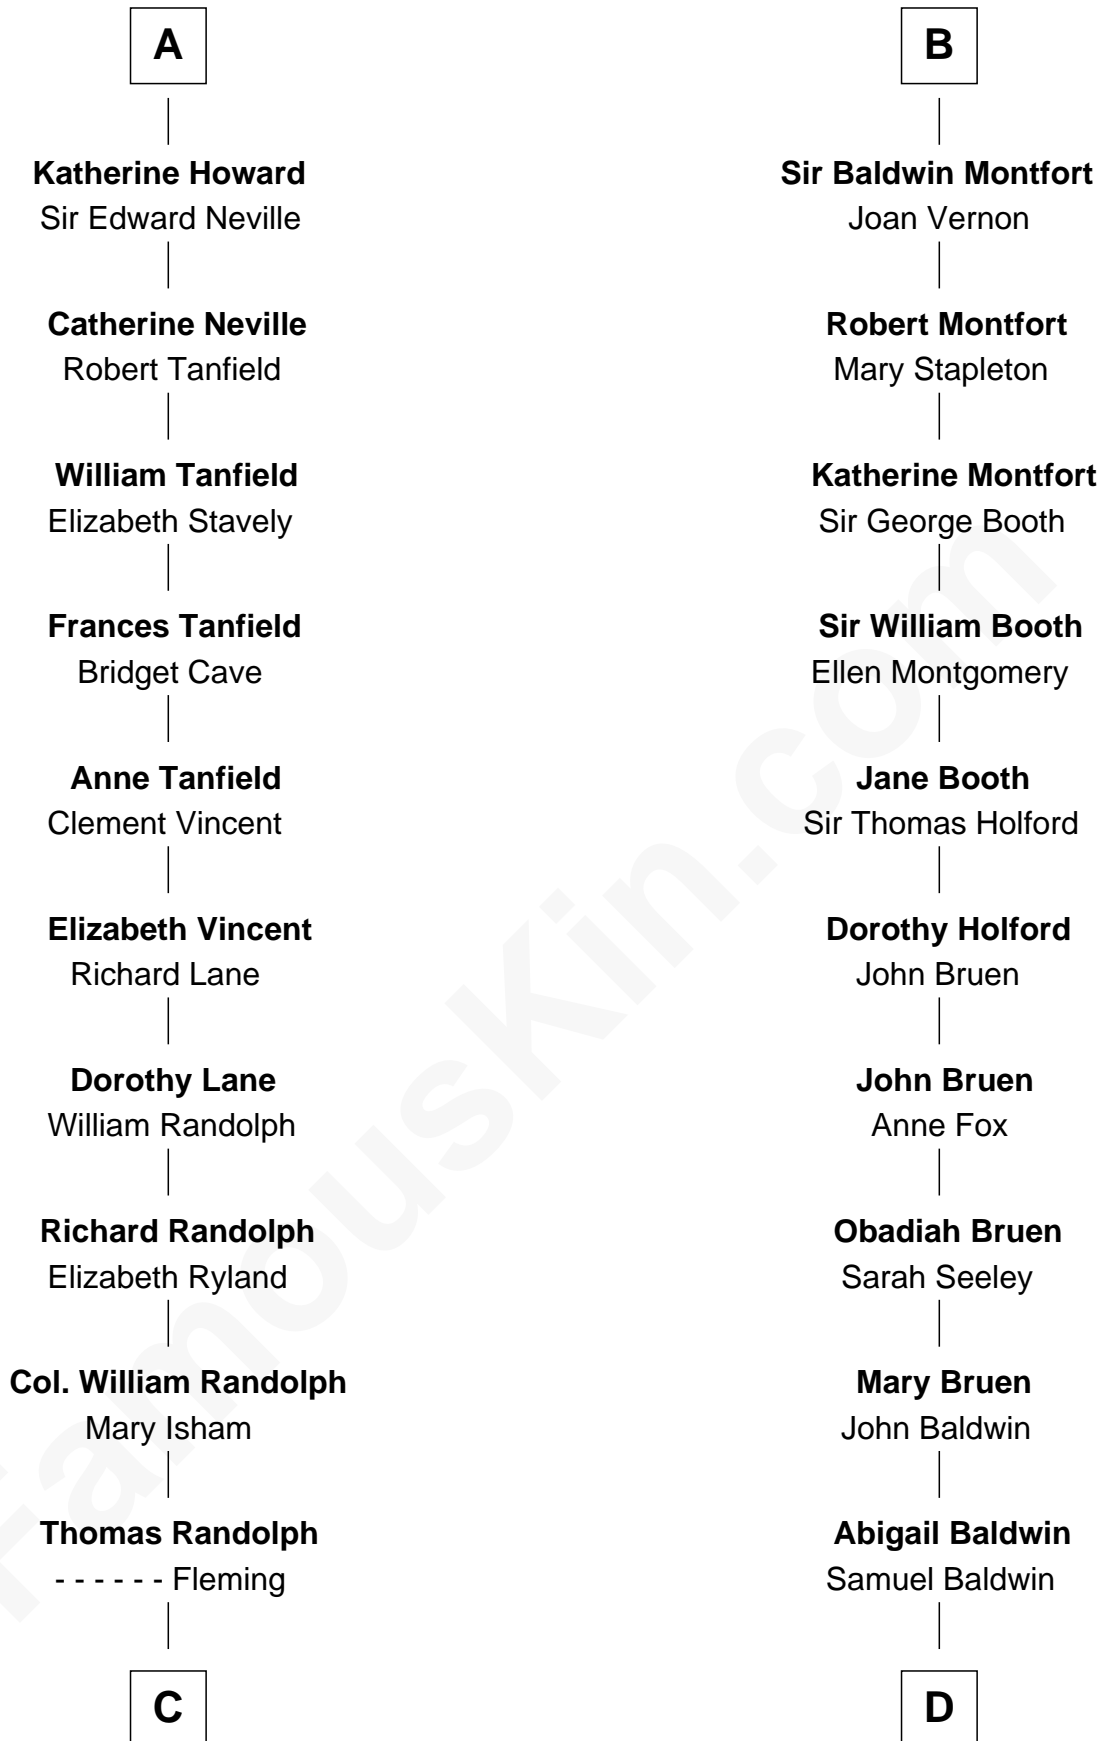 A
Katherine Howard
Sir Edward Neville
Catherine Neville
Robert Tanfield
William Tanfield
Elizabeth Stavely
Frances Tanfield
Bridget Cave
Anne Tanfield
Clement Vincent
Elizabeth Vincent
Richard Lane
Dorothy Lane
William Randolph
Richard Randolph
Elizabeth Ryland
Col. William Randolph
Mary Isham
Thomas Randolph
- - - - - - Fleming
C
B
Sir Baldwin Montfort
Joan Vernon
Robert Montfort
Mary Stapleton
Katherine Montfort
Sir George Booth
Sir William Booth
Ellen Montgomery
Jane Booth
Sir Thomas Holford
Dorothy Holford
John Bruen
John Bruen
Anne Fox
Obadiah Bruen
Sarah Seeley
Mary Bruen
John Baldwin
Abigail Baldwin
Samuel Baldwin
D
FamousKin.com